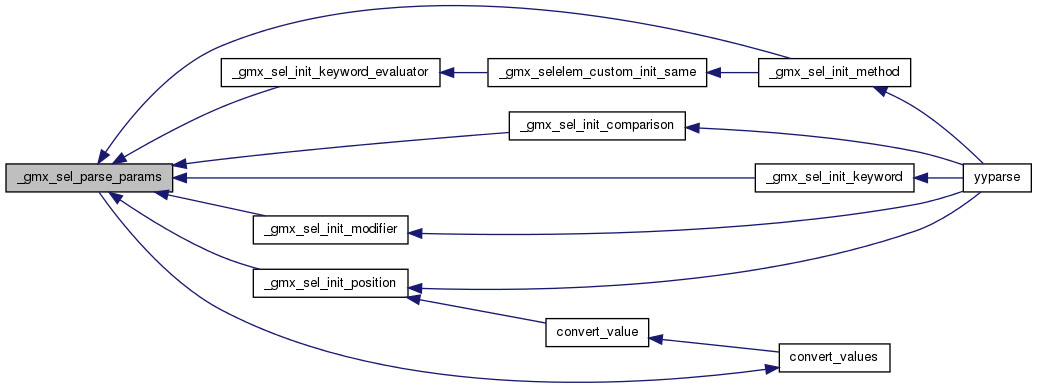 _gmx_sel_init_keyword_evaluator
_gmx_selelem_custom_init_same
_gmx_sel_init_method
_gmx_sel_init_comparison
_gmx_sel_parse_params
_gmx_sel_init_keyword
yyparse
_gmx_sel_init_modifier
_gmx_sel_init_position
convert_value
convert_values